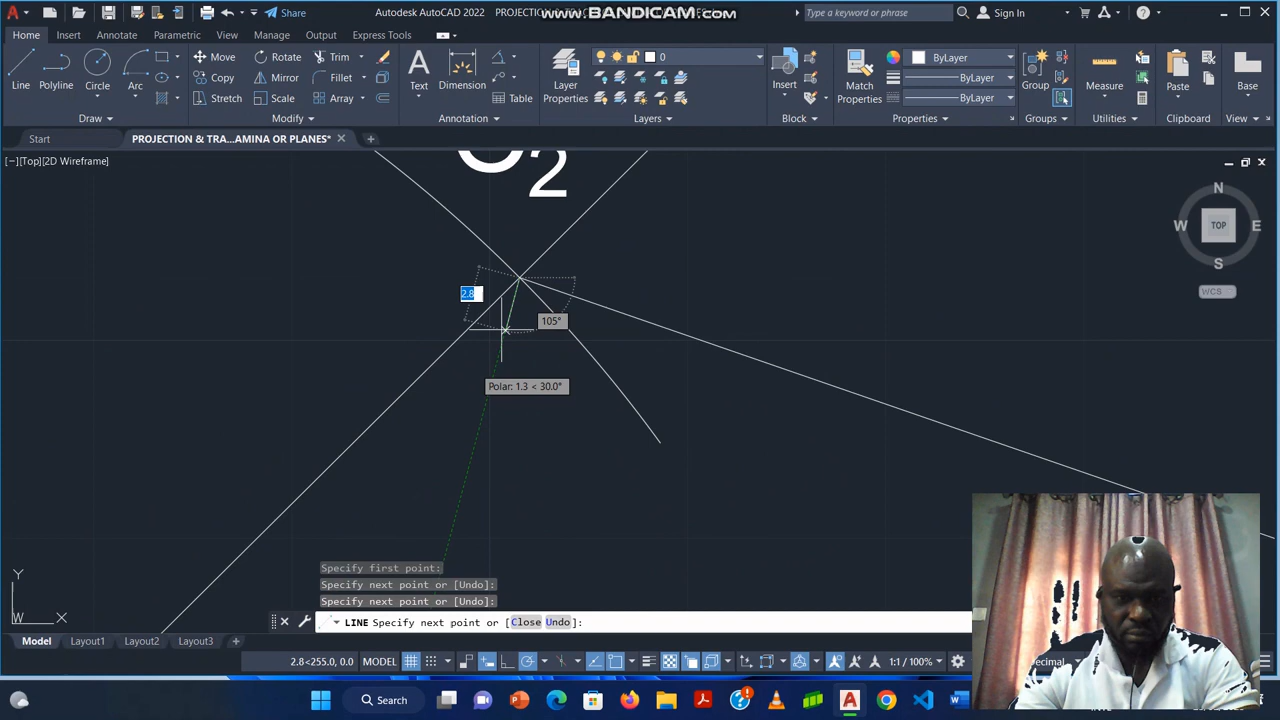 Share
Autodesk AutoCAD 2022
PROJECTION &
www.BANDICAM.com
Type a keyword or phrase
Sign In
Home Insert Annotate Parametric View Manage Output Express Tools
Line Polyline Circle Arc
Move Rotate Trim
Copy Mirror Fillet
Stretch Scale Array
Text Dimension Table
Layer Properties
0
Insert
Match Properties
ByLayer
ByLayer
ByLayer
Group
Measure
Paste
Base
Draw Modify Annotation Layers Block Properties Groups Utilities Clipboard View
Start PROJECTION & TRA...AMINA OR PLANES*
[−][Top][2D Wireframe]
2
N
W TOP E
S
WCS
2.8
105°
Polar: 1.3 < 30.0°
Specify first point:
Specify next point or [Undo]:
Specify next point or [Undo]:
LINE Specify next point or [Close Undo]:
Y
W X
Model Layout1 Layout2 Layout3
2.8<255.0, 0.0 MODEL 1:1 / 100% Decimal
Search